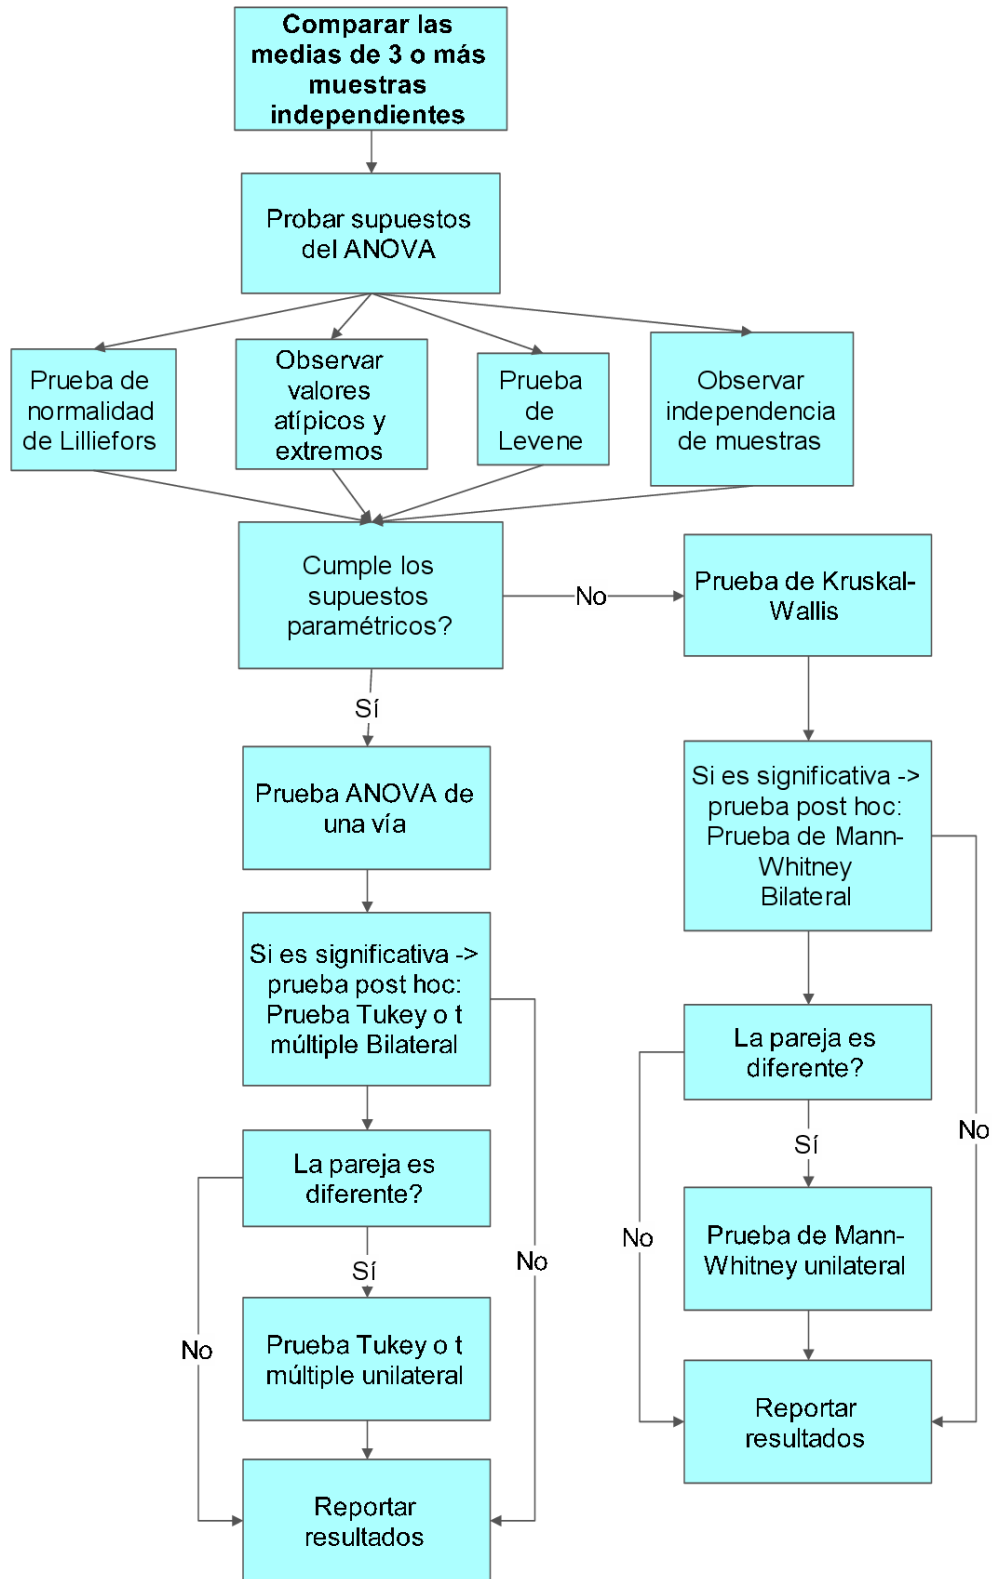 Comparar las
medias de 3 o más
muestras
independientes
Probar supuestos
del ANOVA
Prueba de
normalidad
de Lilliefors
Observar
valores
atípicos y
extremos
Prueba
de
Levene
Observar
independencia
de muestras
Cumple los
supuestos
paramétricos?
No
Prueba de Kruskal-
Wallis
Sí
Prueba ANOVA de
una vía
Si es significativa ->
prueba post hoc:
Prueba de Mann-
Whitney
Bilateral
Si es significativa ->
prueba post hoc:
Prueba Tukey o t
múltiple Bilateral
La pareja es
diferente?
No
Sí
La pareja es
diferente?
No
Prueba de Mann-
Whitney unilateral
No
Sí
No
Prueba Tukey o t
múltiple unilateral
Reportar
resultados
Reportar
resultados